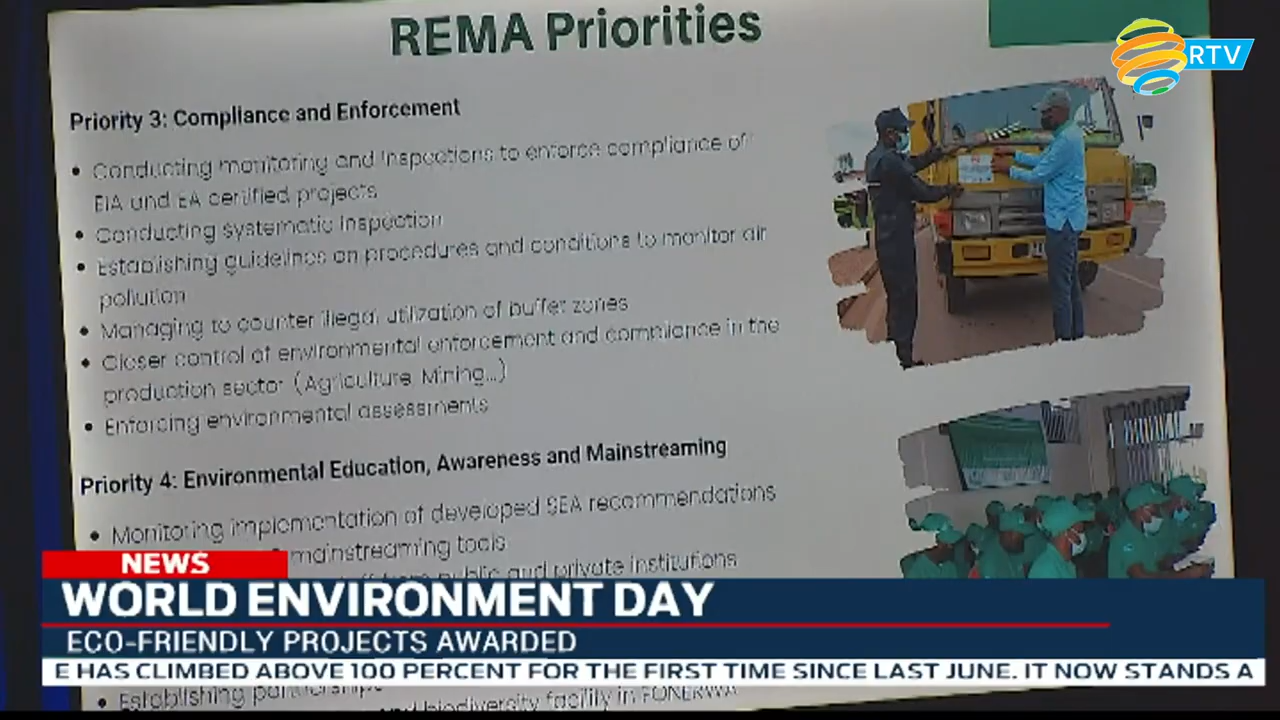 REMA Priorities
RTV
Priority 3: Compliance and Enforcement
• Conducting monitoring and Inspections to enforce compliance of
EIA and EA certified projects
• Conducting systematic Inspection
• Establishing guidelines on procedures and conditions to monitor air
pollution
• Managing to counter illegal utilization of buffer zones
• Closer control of environmental enforcement and compliance in the
production sector (Agriculture Mining...)
• Enforcing environmental assessments
Priority 4: Environmental Education, Awareness and Mainstreaming
• Monitoring implementation of developed SEA recommendations
mainstreaming tools
from public and private institutions
NEWS
WORLD ENVIRONMENT DAY
ECO-FRIENDLY PROJECTS AWARDED
E HAS CLIMBED ABOVE 100 PERCENT FOR THE FIRST TIME SINCE LAST JUNE. IT NOW STANDS A
• Establishing partnerships
biodiversity facility in FONERWA